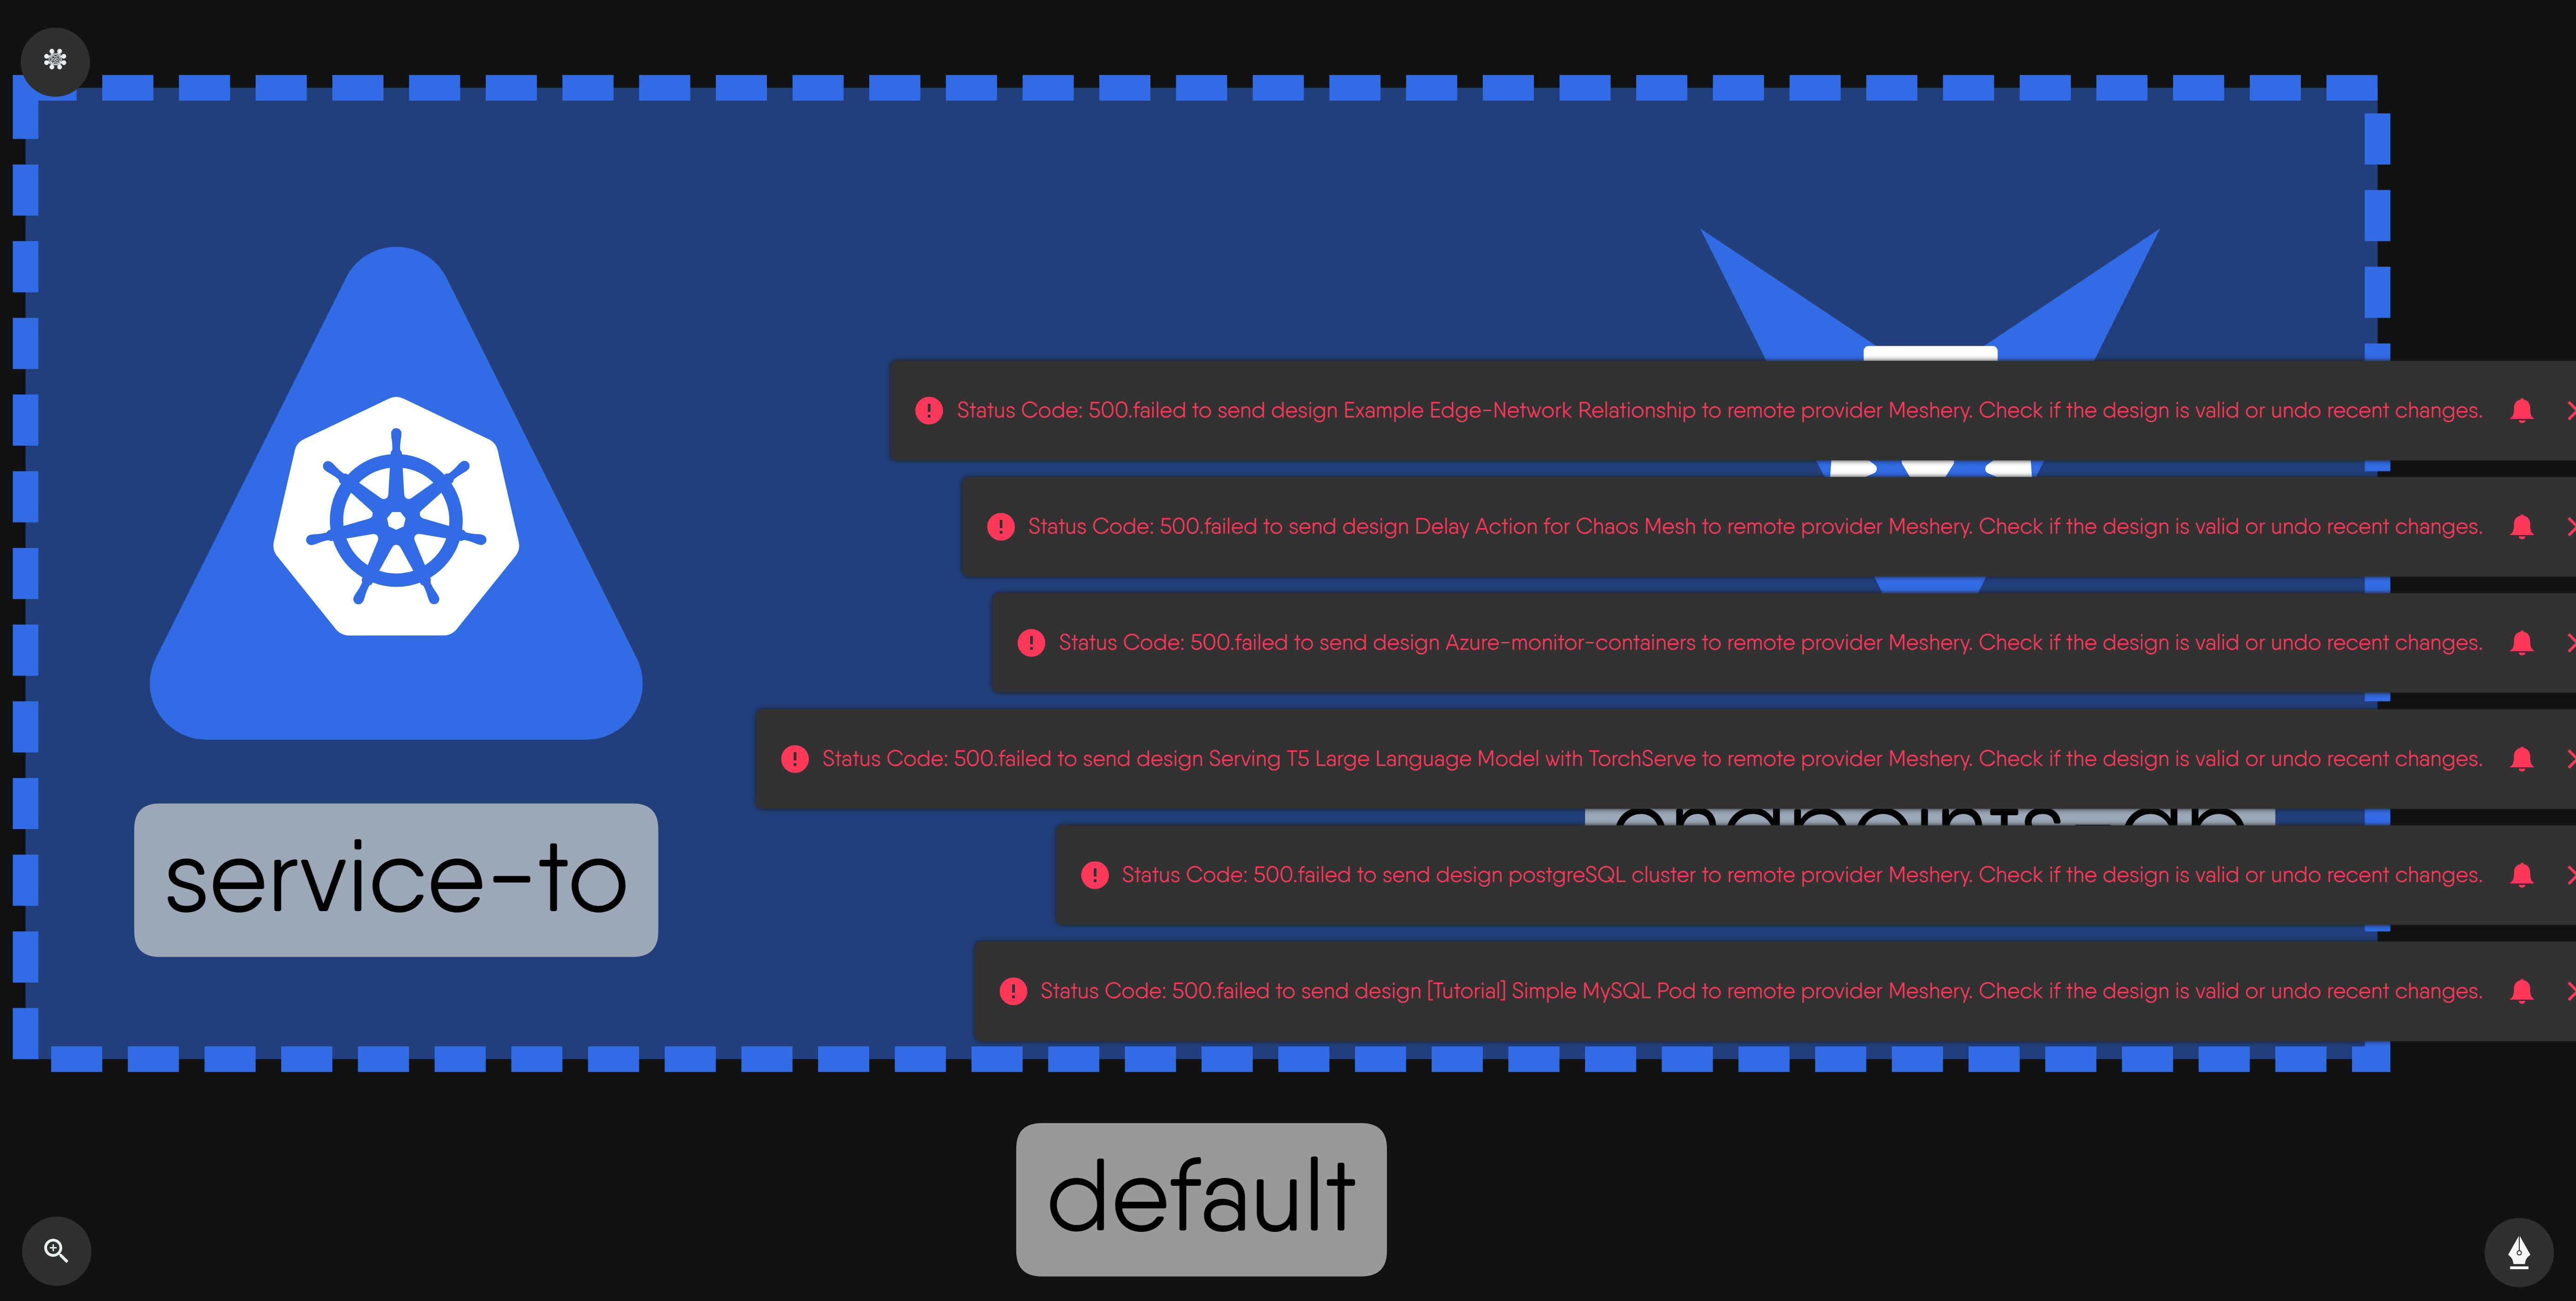 Status Code: 500.failed to send design Example Edge-Network Relationship to remote provider Meshery. Check if the design is valid or undo recent changes.
Status Code: 500.failed to send design Delay Action for Chaos Mesh to remote provider Meshery. Check if the design is valid or undo recent changes.
Status Code: 500.failed to send design Azure-monitor-containers to remote provider Meshery. Check if the design is valid or undo recent changes.
Status Code: 500.failed to send design Serving T5 Large Language Model with TorchServe to remote provider Meshery. Check if the design is valid or undo recent changes.
Status Code: 500.failed to send design postgreSQL cluster to remote provider Meshery. Check if the design is valid or undo recent changes.
service-to
Status Code: 500.failed to send design [Tutorial] Simple MySQL Pod to remote provider Meshery. Check if the design is valid or undo recent changes.
default